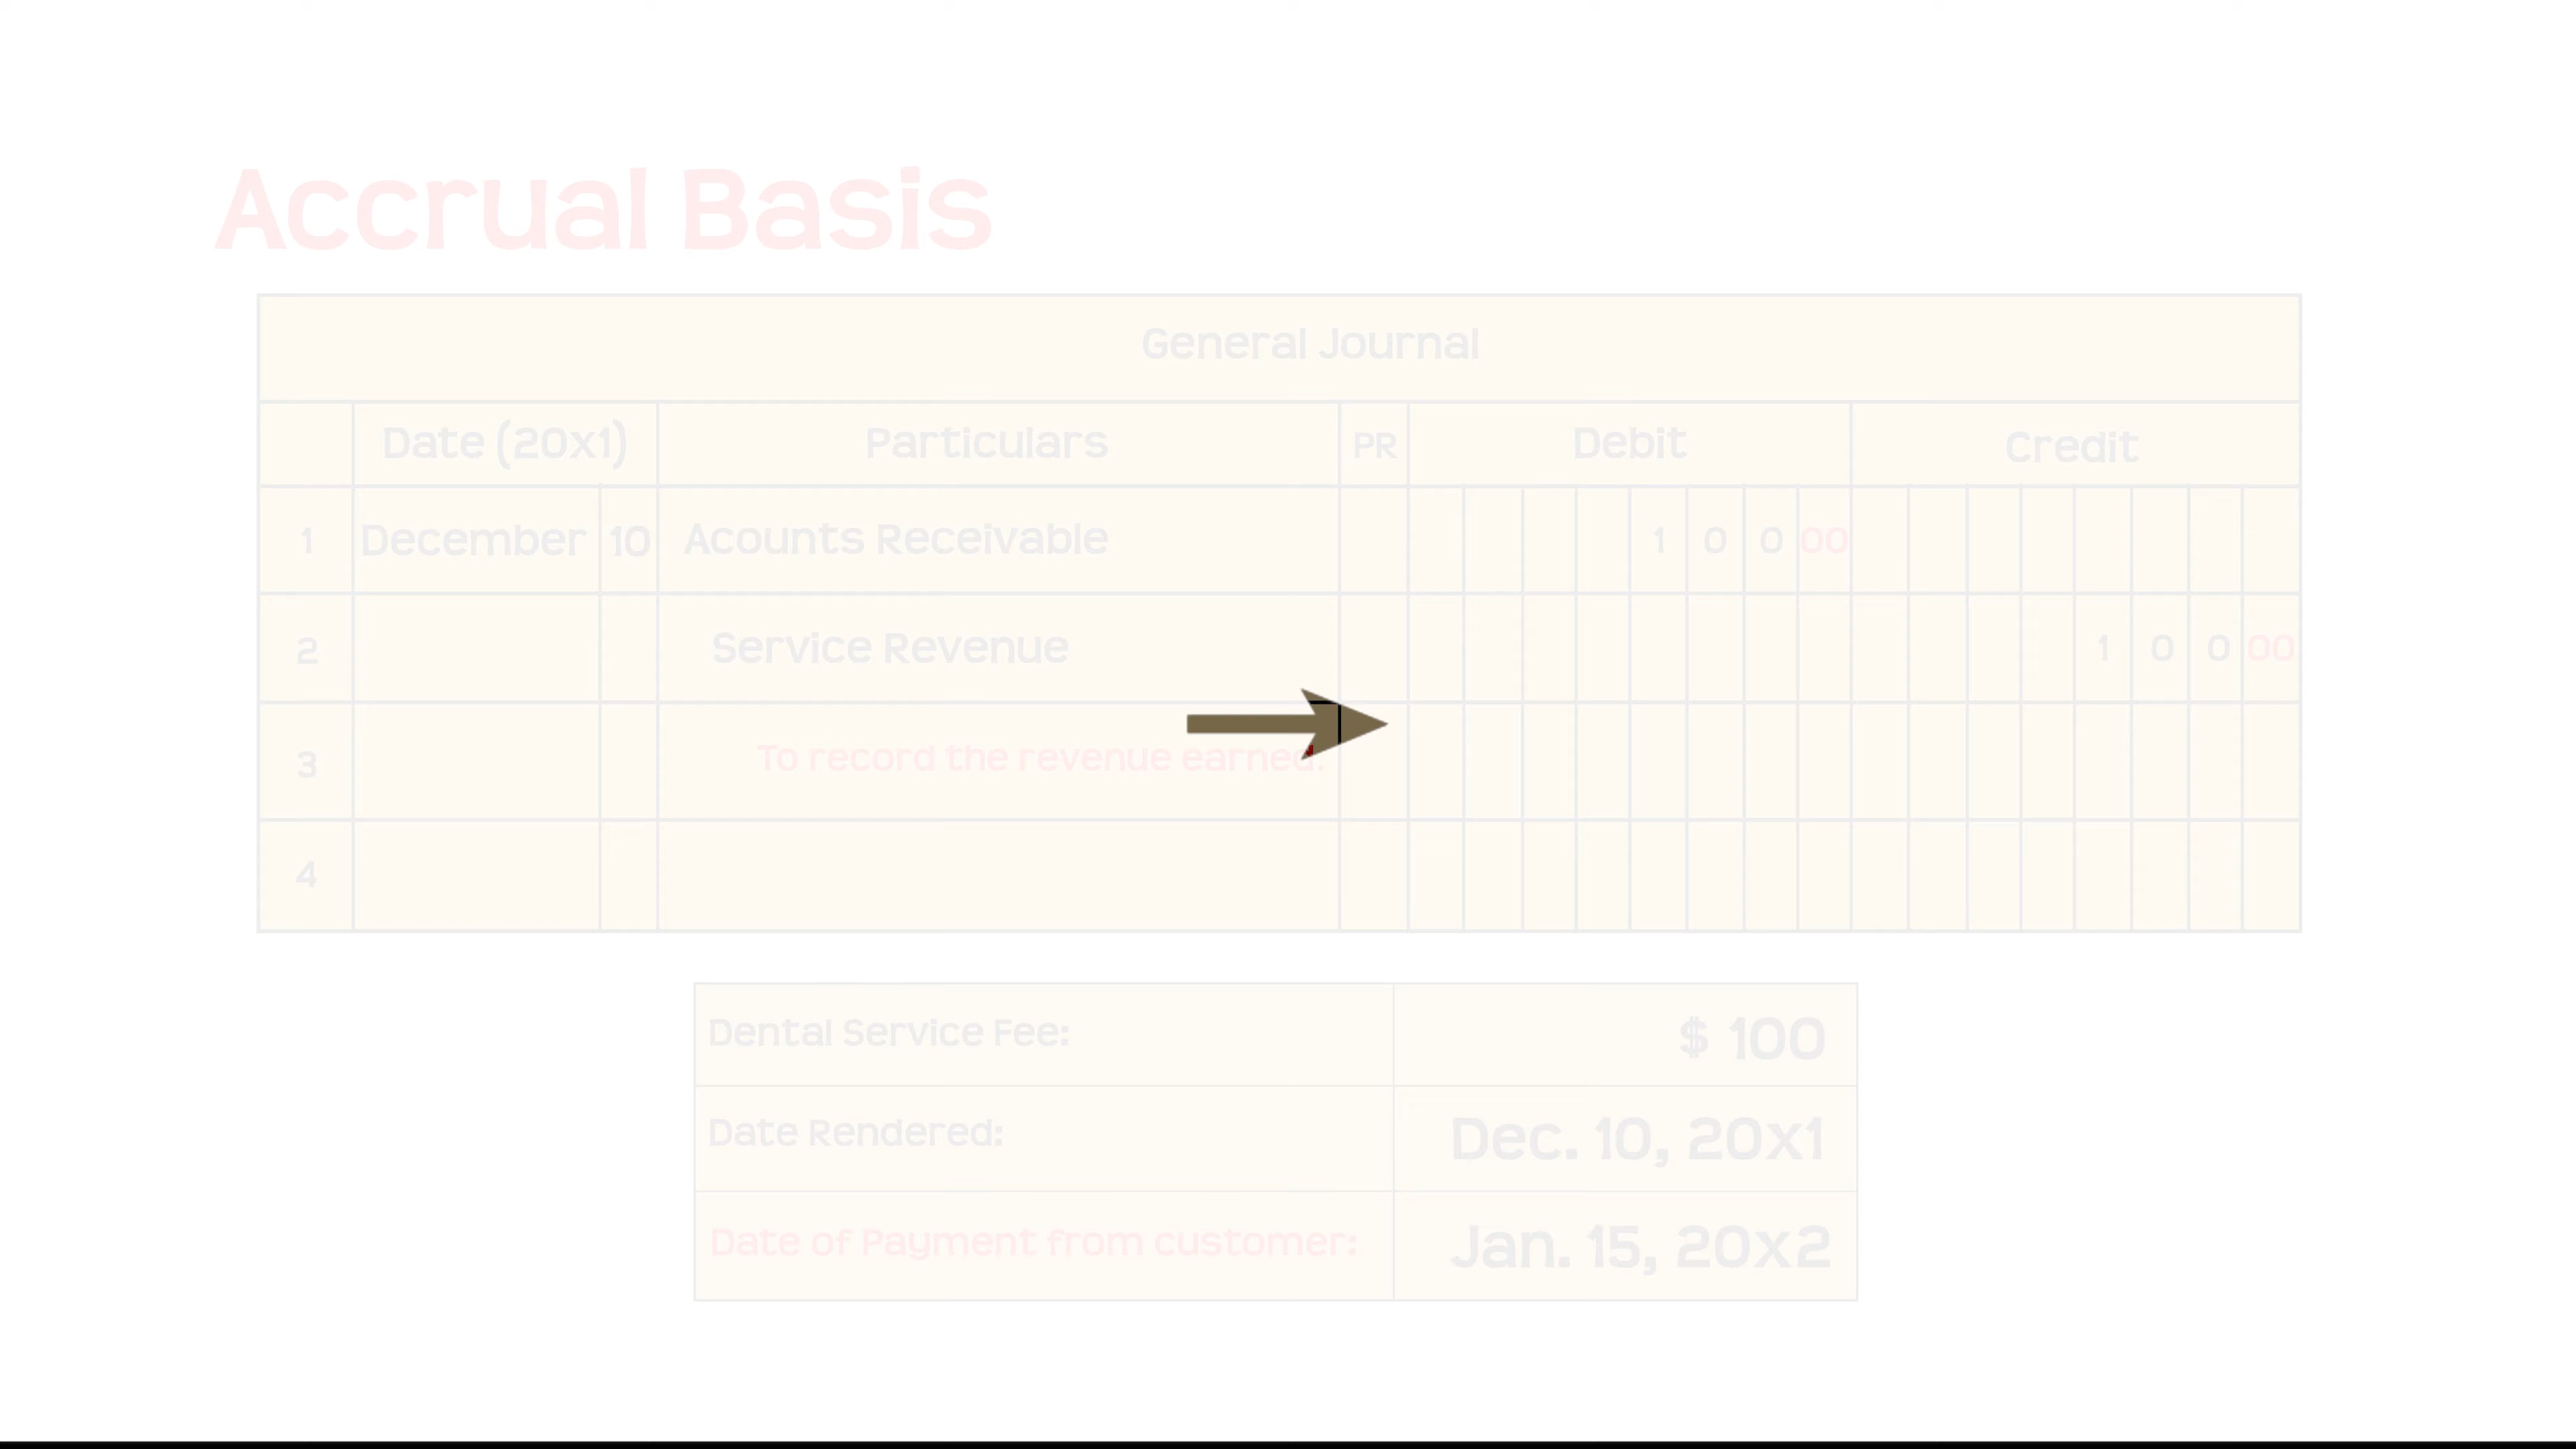 Accrual Basis
General Journal
Date (20x1) Particulars PR Debit Credit
1 December 10 Acounts Receivable 1 0 0 00
2 Service Revenue 1 0 0 00
3 To record the revenue earned.
4
Dental Service Fee: $ 100
Date Rendered: Dec. 10, 20x1
Date of Payment from customer: Jan. 15, 20x2